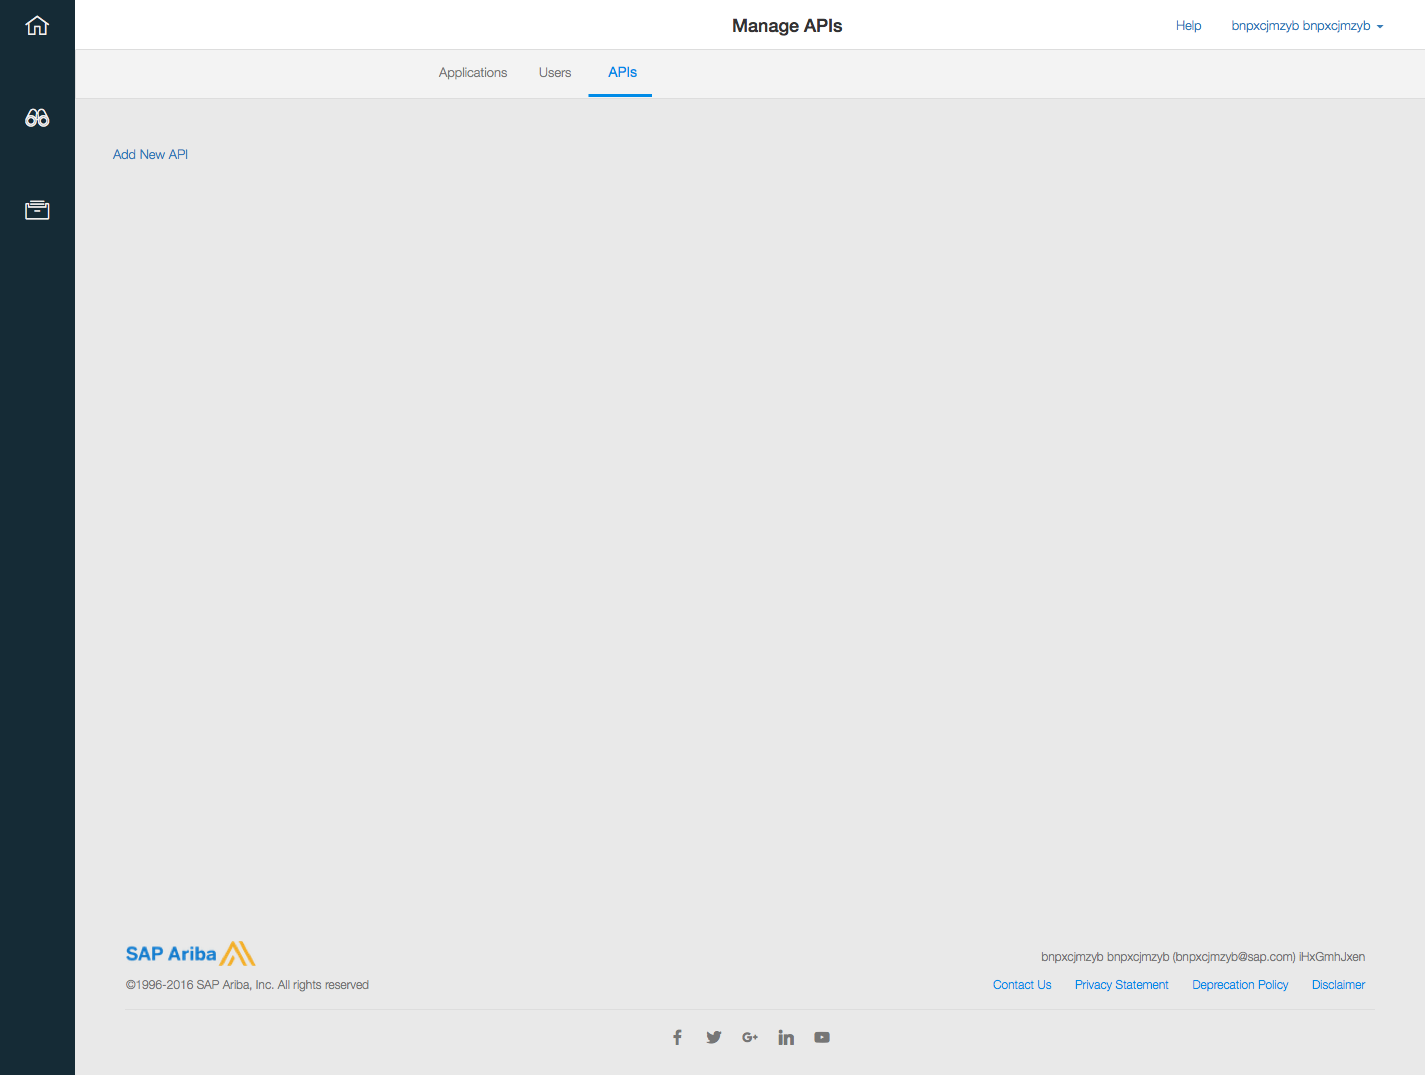 Manage APIs
Help
bnpxcjmzyb bnpxcjmzyb
Applications
Users
APIs
Add New API
SAP Ariba
bnpxcjmzyb bnpxcjmzyb (bnpxcjmzyb@sap.com) iHxGmhJxen
©1996-2016 SAP Ariba, Inc. All rights reserved
Contact Us
Privacy Statement
Deprecation Policy
Disclaimer